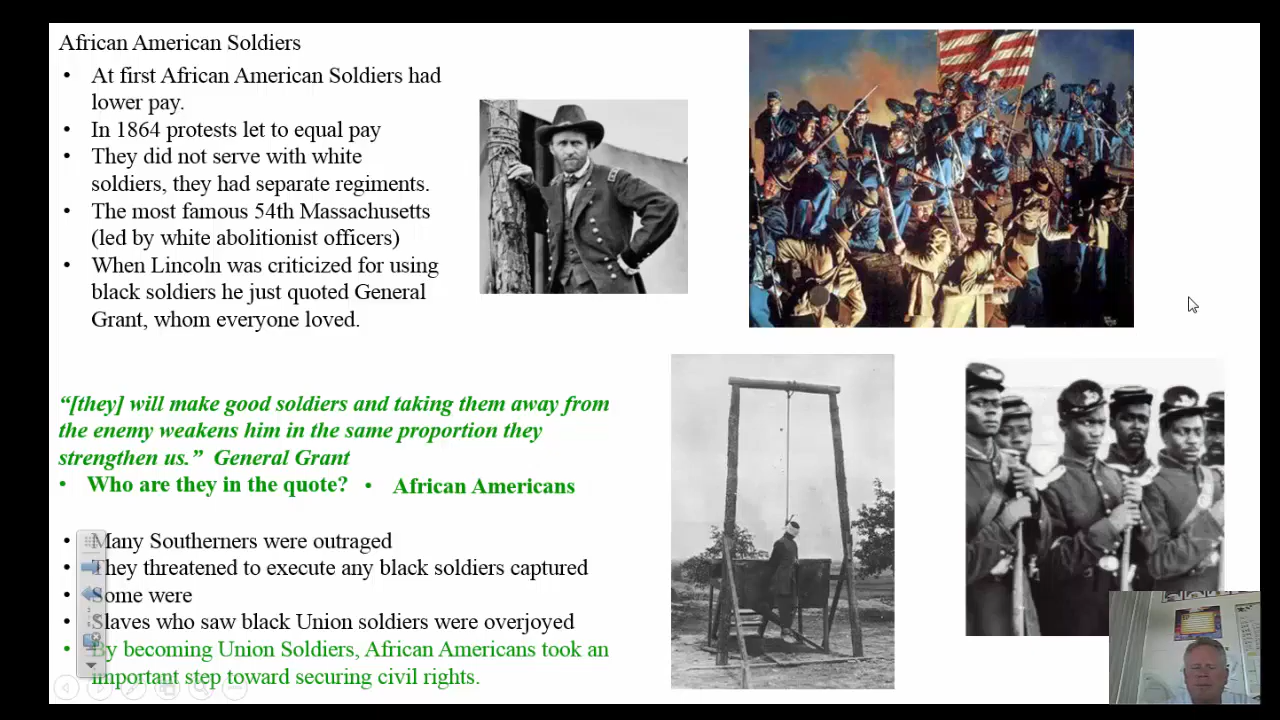 African American Soldiers
• At first African American Soldiers had
lower pay.
• In 1864 protests let to equal pay
• They did not serve with white
soldiers, they had separate regiments.
• The most famous 54th Massachusetts
(led by white abolitionist officers)
• When Lincoln was criticized for using
black soldiers he just quoted General
Grant, whom everyone loved.
“[they] will make good soldiers and taking them away from
the enemy weakens him in the same proportion they
strengthen us.” General Grant
• Who are they in the quote? • African Americans
• Many Southerners were outraged
• They threatened to execute any black soldiers captured
• Some were
• Slaves who saw black Union soldiers were overjoyed
• By becoming Union Soldiers, African Americans took an
important step toward securing civil rights.